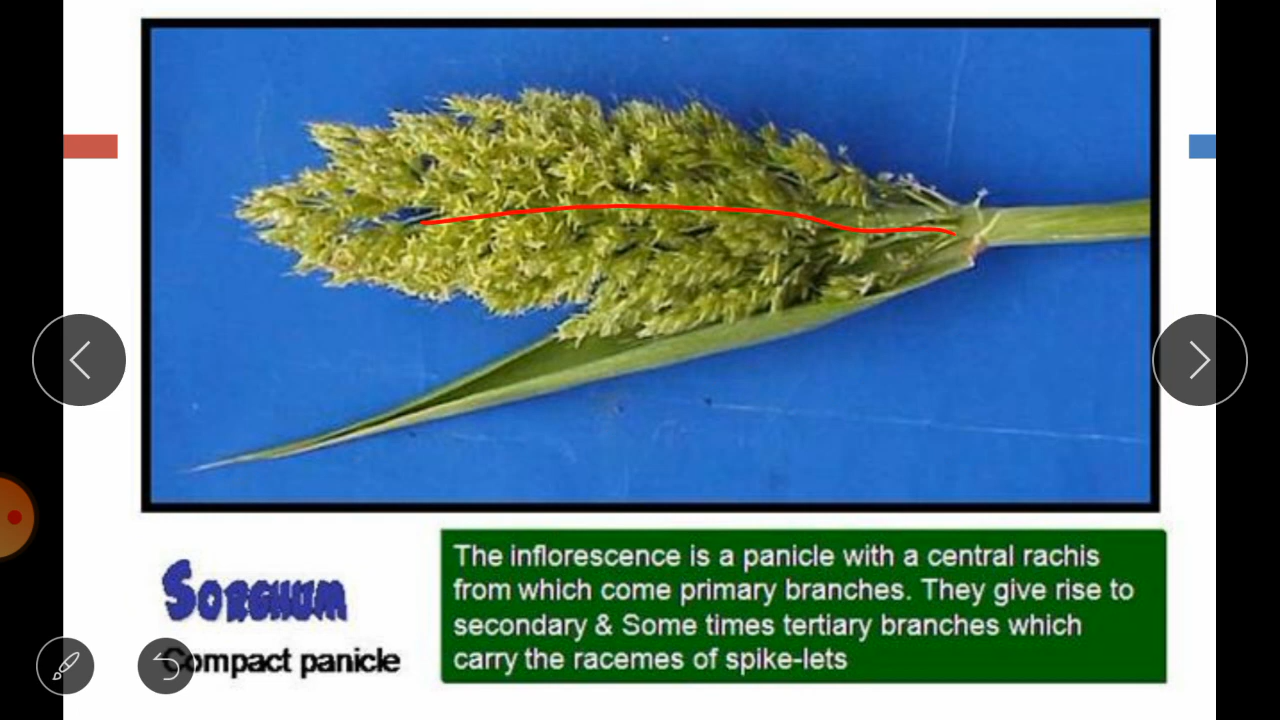 SORGHUM
Compact panicle
The inflorescence is a panicle with a central rachis
from which come primary branches. They give rise to
secondary & Some times tertiary branches which
carry the racemes of spike-lets